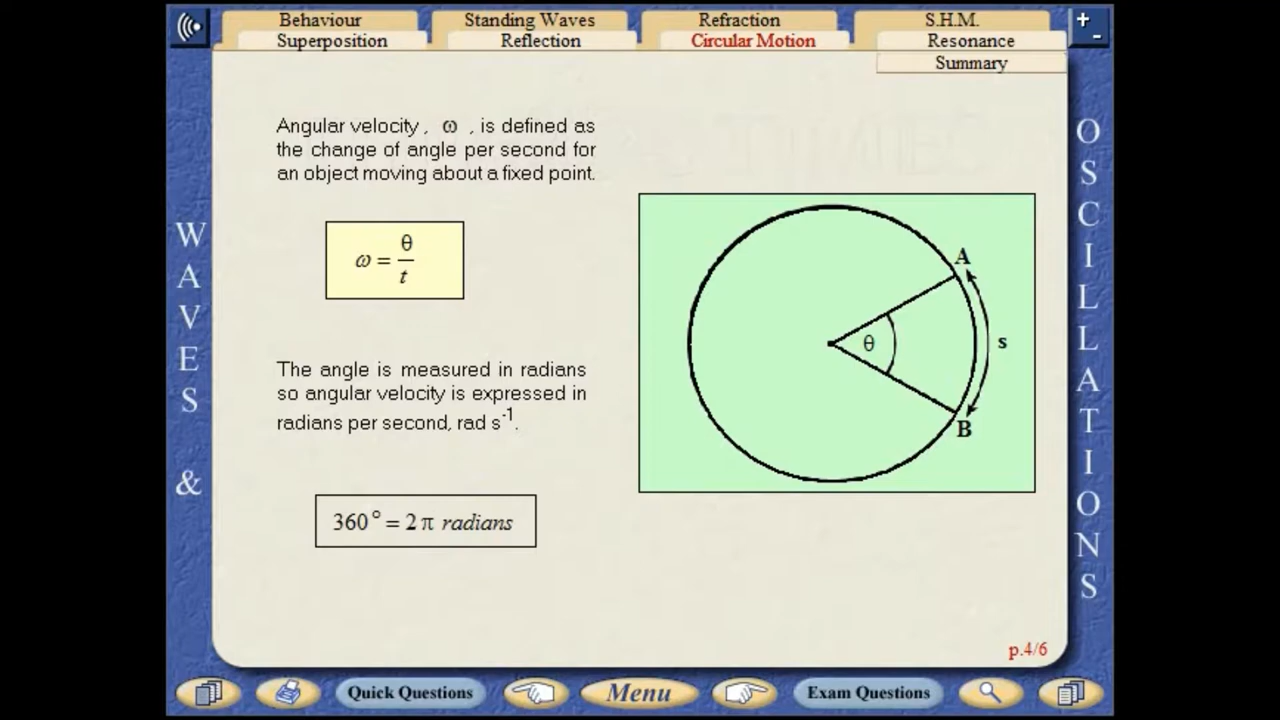 Behaviour
Standing Waves
Refraction
S.H.M.
+
-
Superposition
Reflection
Circular Motion
Resonance
Summary
Angular velocity, ω, is defined as
the change of angle per second for
an object moving about a fixed point.
ω = θ/t
The angle is measured in radians
so angular velocity is expressed in
radians per second, rad s⁻¹.
360° = 2π radians
A
θ
s
B
WAVES &
OSCILLATIONS
p.4/6
Quick Questions
Menu
Exam Questions